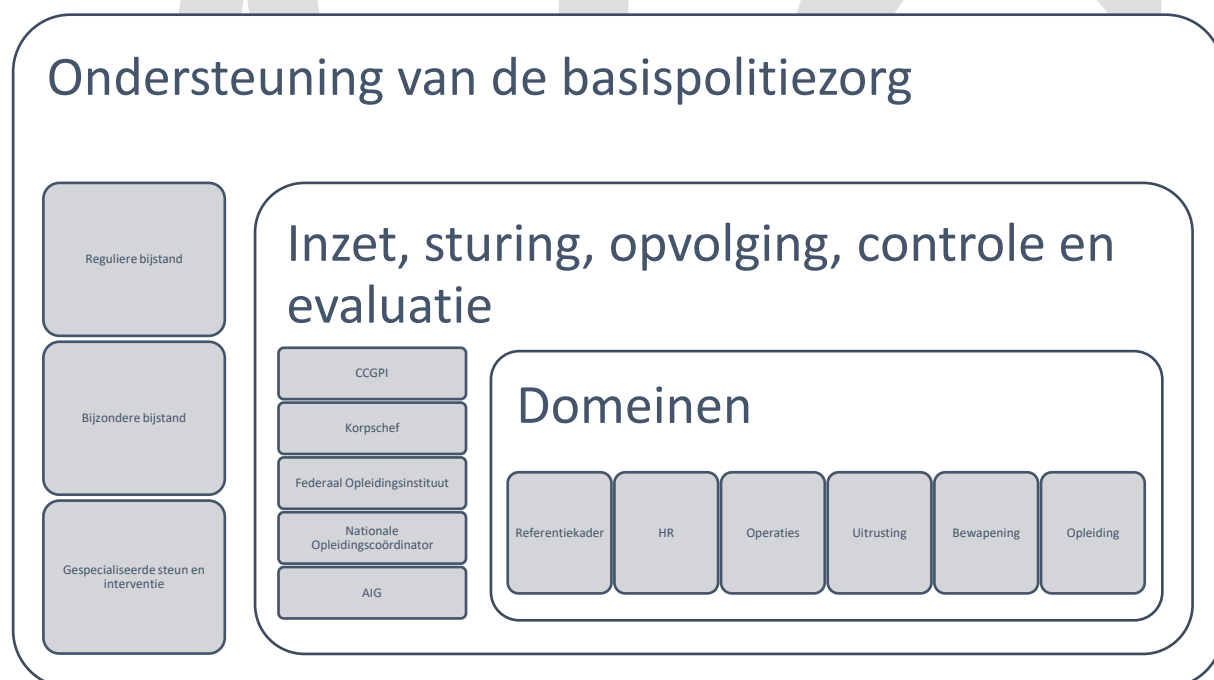 Ondersteuning van de basispolitiezorg
Reguliere bijstand
Bijzondere bijstand
Gespecialiseerde steun en
interventie
Inzet, sturing, opvolging, controle en
evaluatie
CCGPI
Korpschef
Federaal Opleidingsinstituut
Nationale
Opleidingscoördinator
AIG
Domeinen
Referentiekader
HR
Operaties
Uitrusting
Bewapening
Opleiding